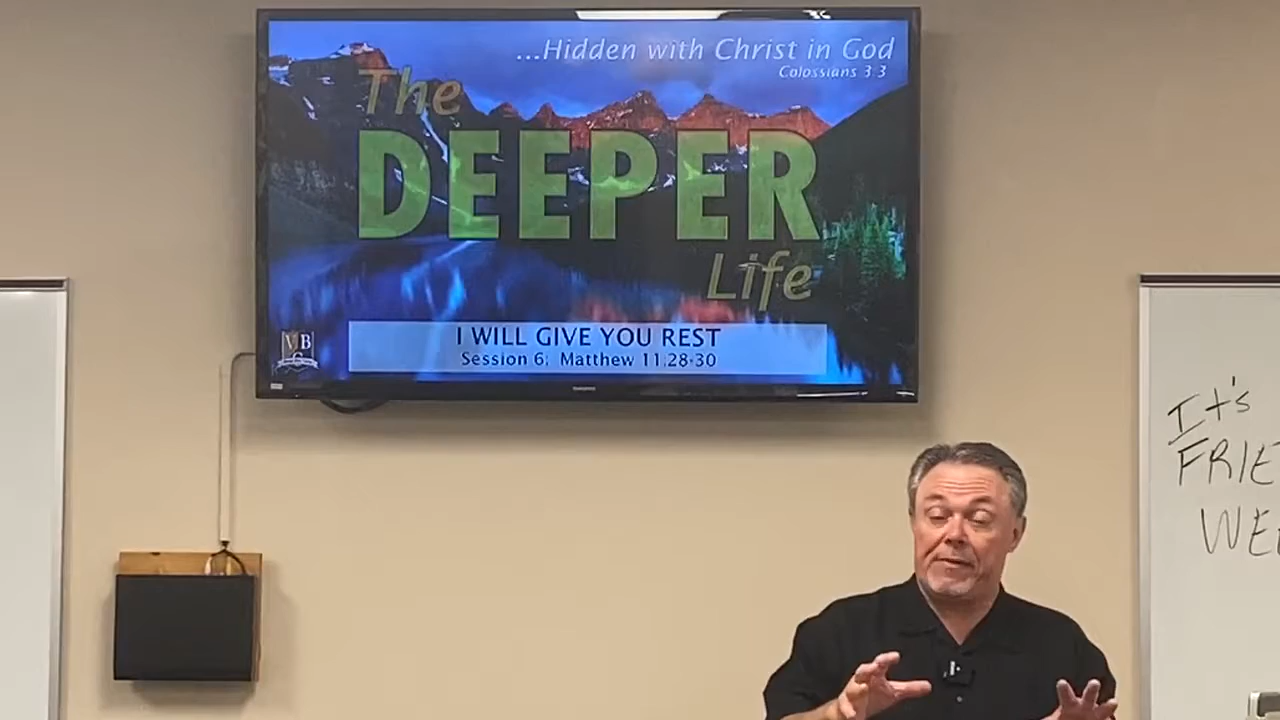 ...Hidden with Christ in God
Colossians 3:3
The
DEEPER
Life
I WILL GIVE YOU REST
Session 6: Matthew 11:28-30
VB
It's